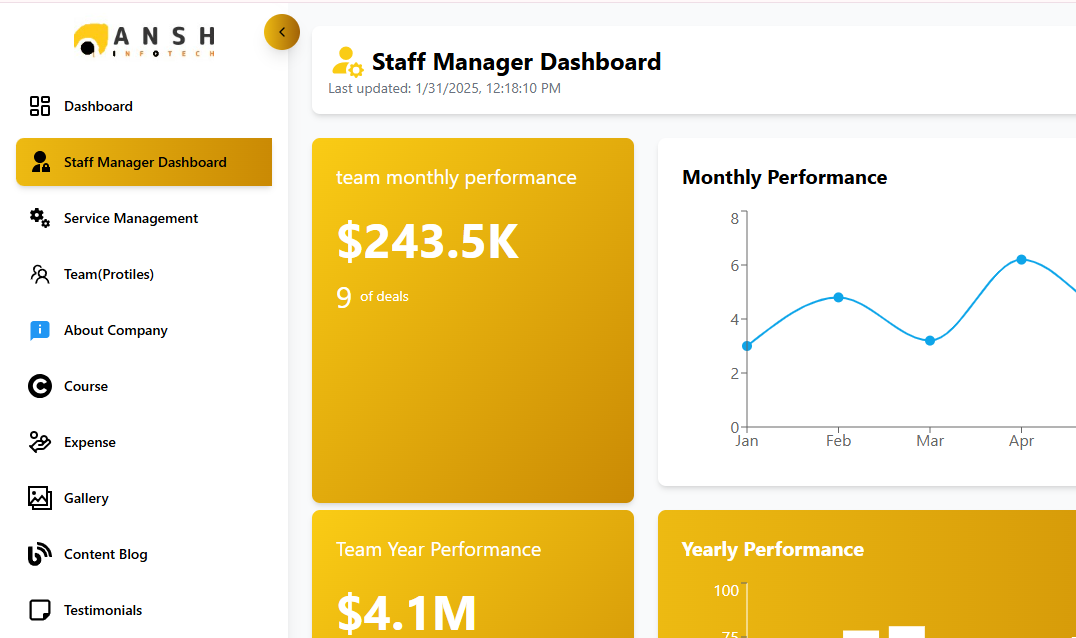 ANSH
INFOTECH
Dashboard
Staff Manager Dashboard
Service Management
Team(Protiles)
About Company
Course
Expense
Gallery
Content Blog
Testimonials
Staff Manager Dashboard
Last updated: 1/31/2025, 12:18:10 PM
team monthly performance
$243.5K
9 of deals
Monthly Performance
8
6
4
2
0
Jan Feb Mar Apr
Team Year Performance
$4.1M
Yearly Performance
100
75